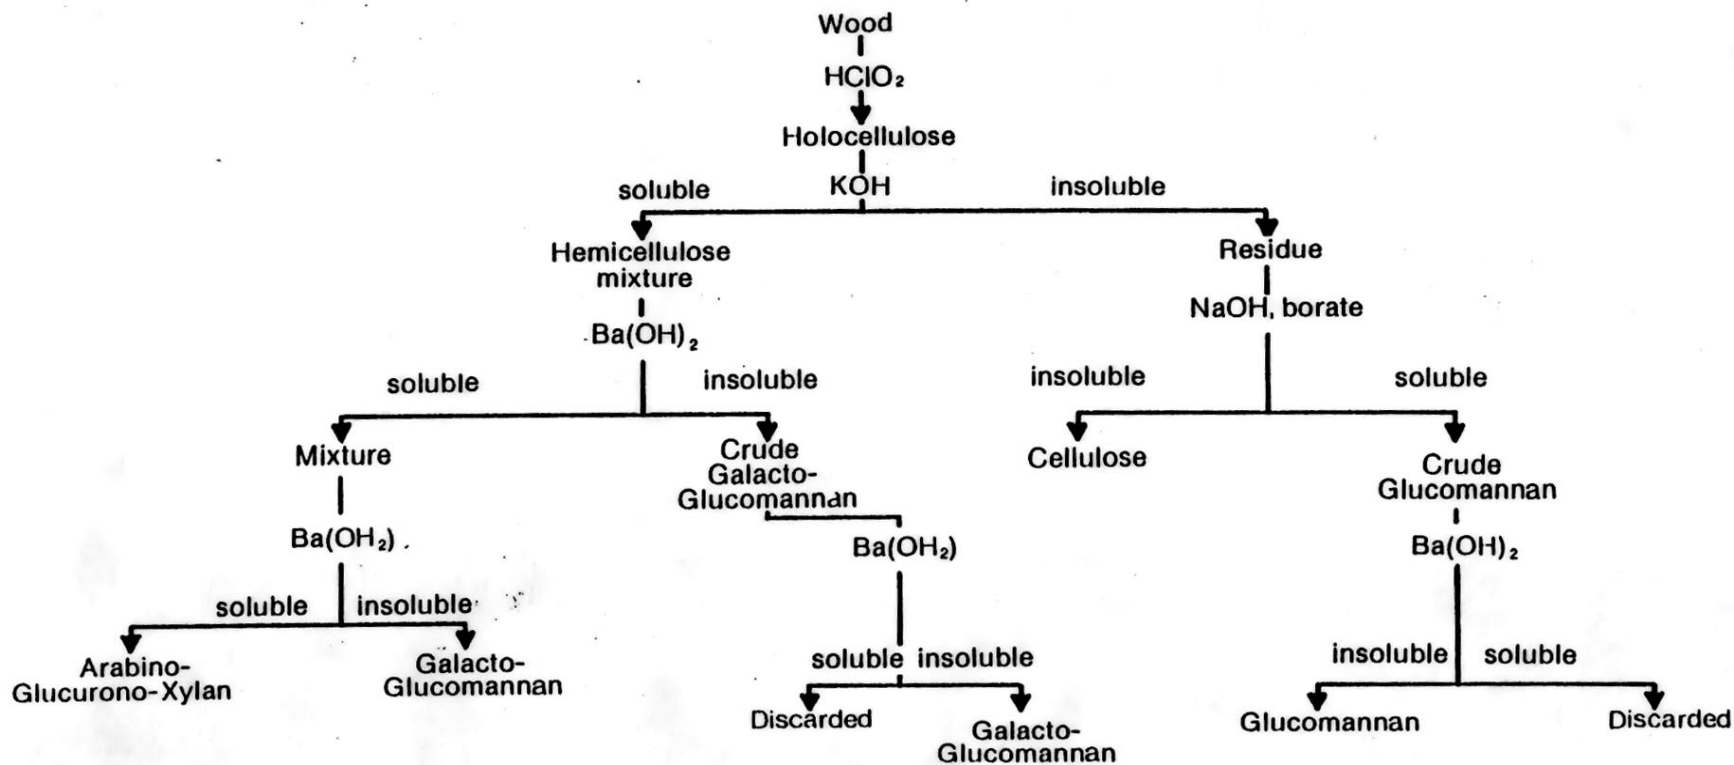 Wood
HClO₂
Holocellulose
soluble KOH insoluble
Hemicellulose
mixture
Residue
Ba(OH)₂
NaOH, borate
soluble insoluble insoluble soluble
Mixture
Crude
Galacto-
Glucomannan
Cellulose
Crude
Glucomannan
Ba(OH₂)
Ba(OH₂)
Ba(OH)₂
soluble insoluble
Arabino-
Glucurono-Xylan
Galacto-
Glucomannan
soluble insoluble
Discarded
Galacto-
Glucomannan
insoluble soluble
Glucomannan
Discarded